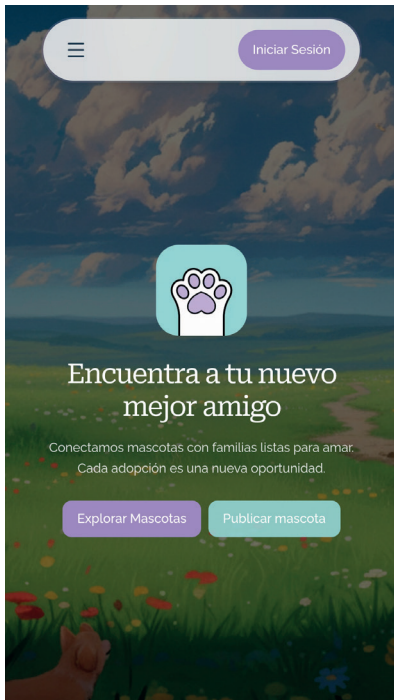 Iniciar Sesión
Encuentra a tu nuevo
mejor amigo
Conectamos mascotas con familias listas para amar.
Cada adopción es una nueva oportunidad.
Explorar Mascotas
Publicar mascota